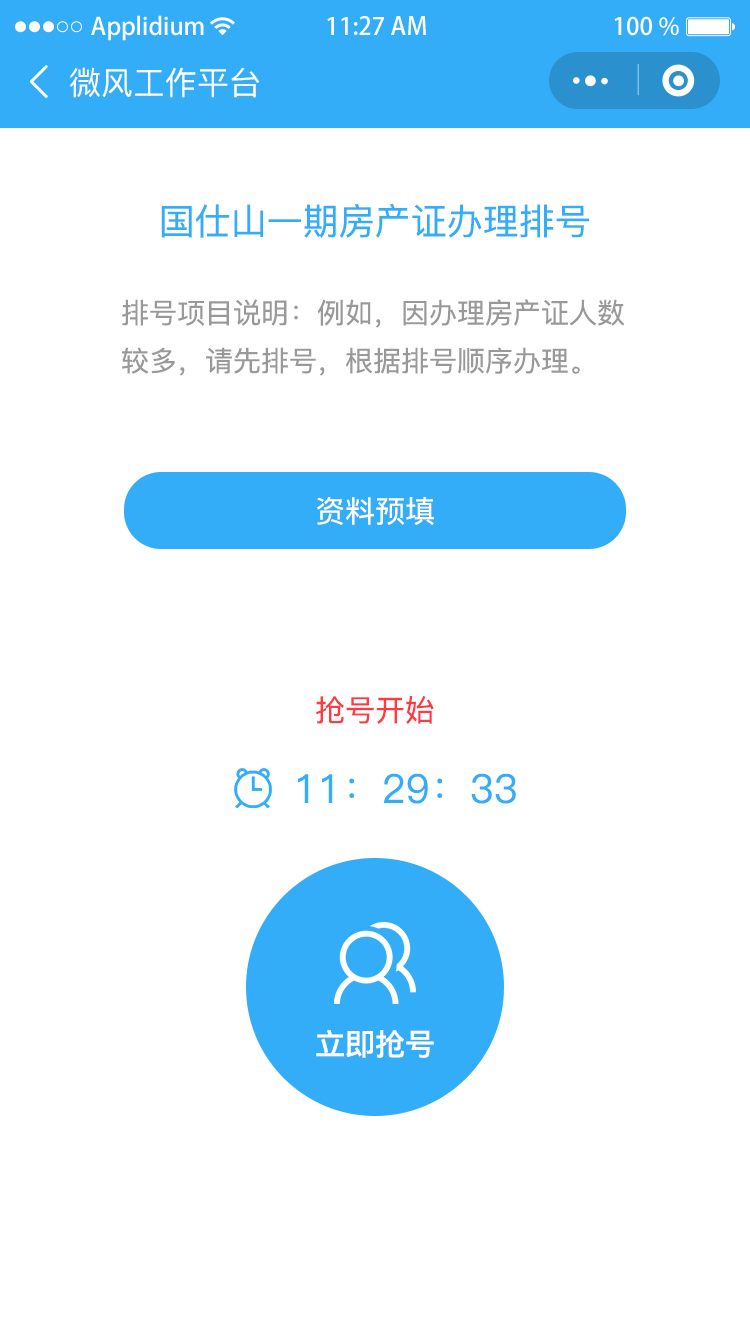 Applidium 11:27 AM 100 %
微风工作平台
国仕山一期房产证办理排号
排号项目说明：例如，因办理房产证人数
较多，请先排号，根据排号顺序办理。
资料预填
抢号开始
11：29：33
立即抢号